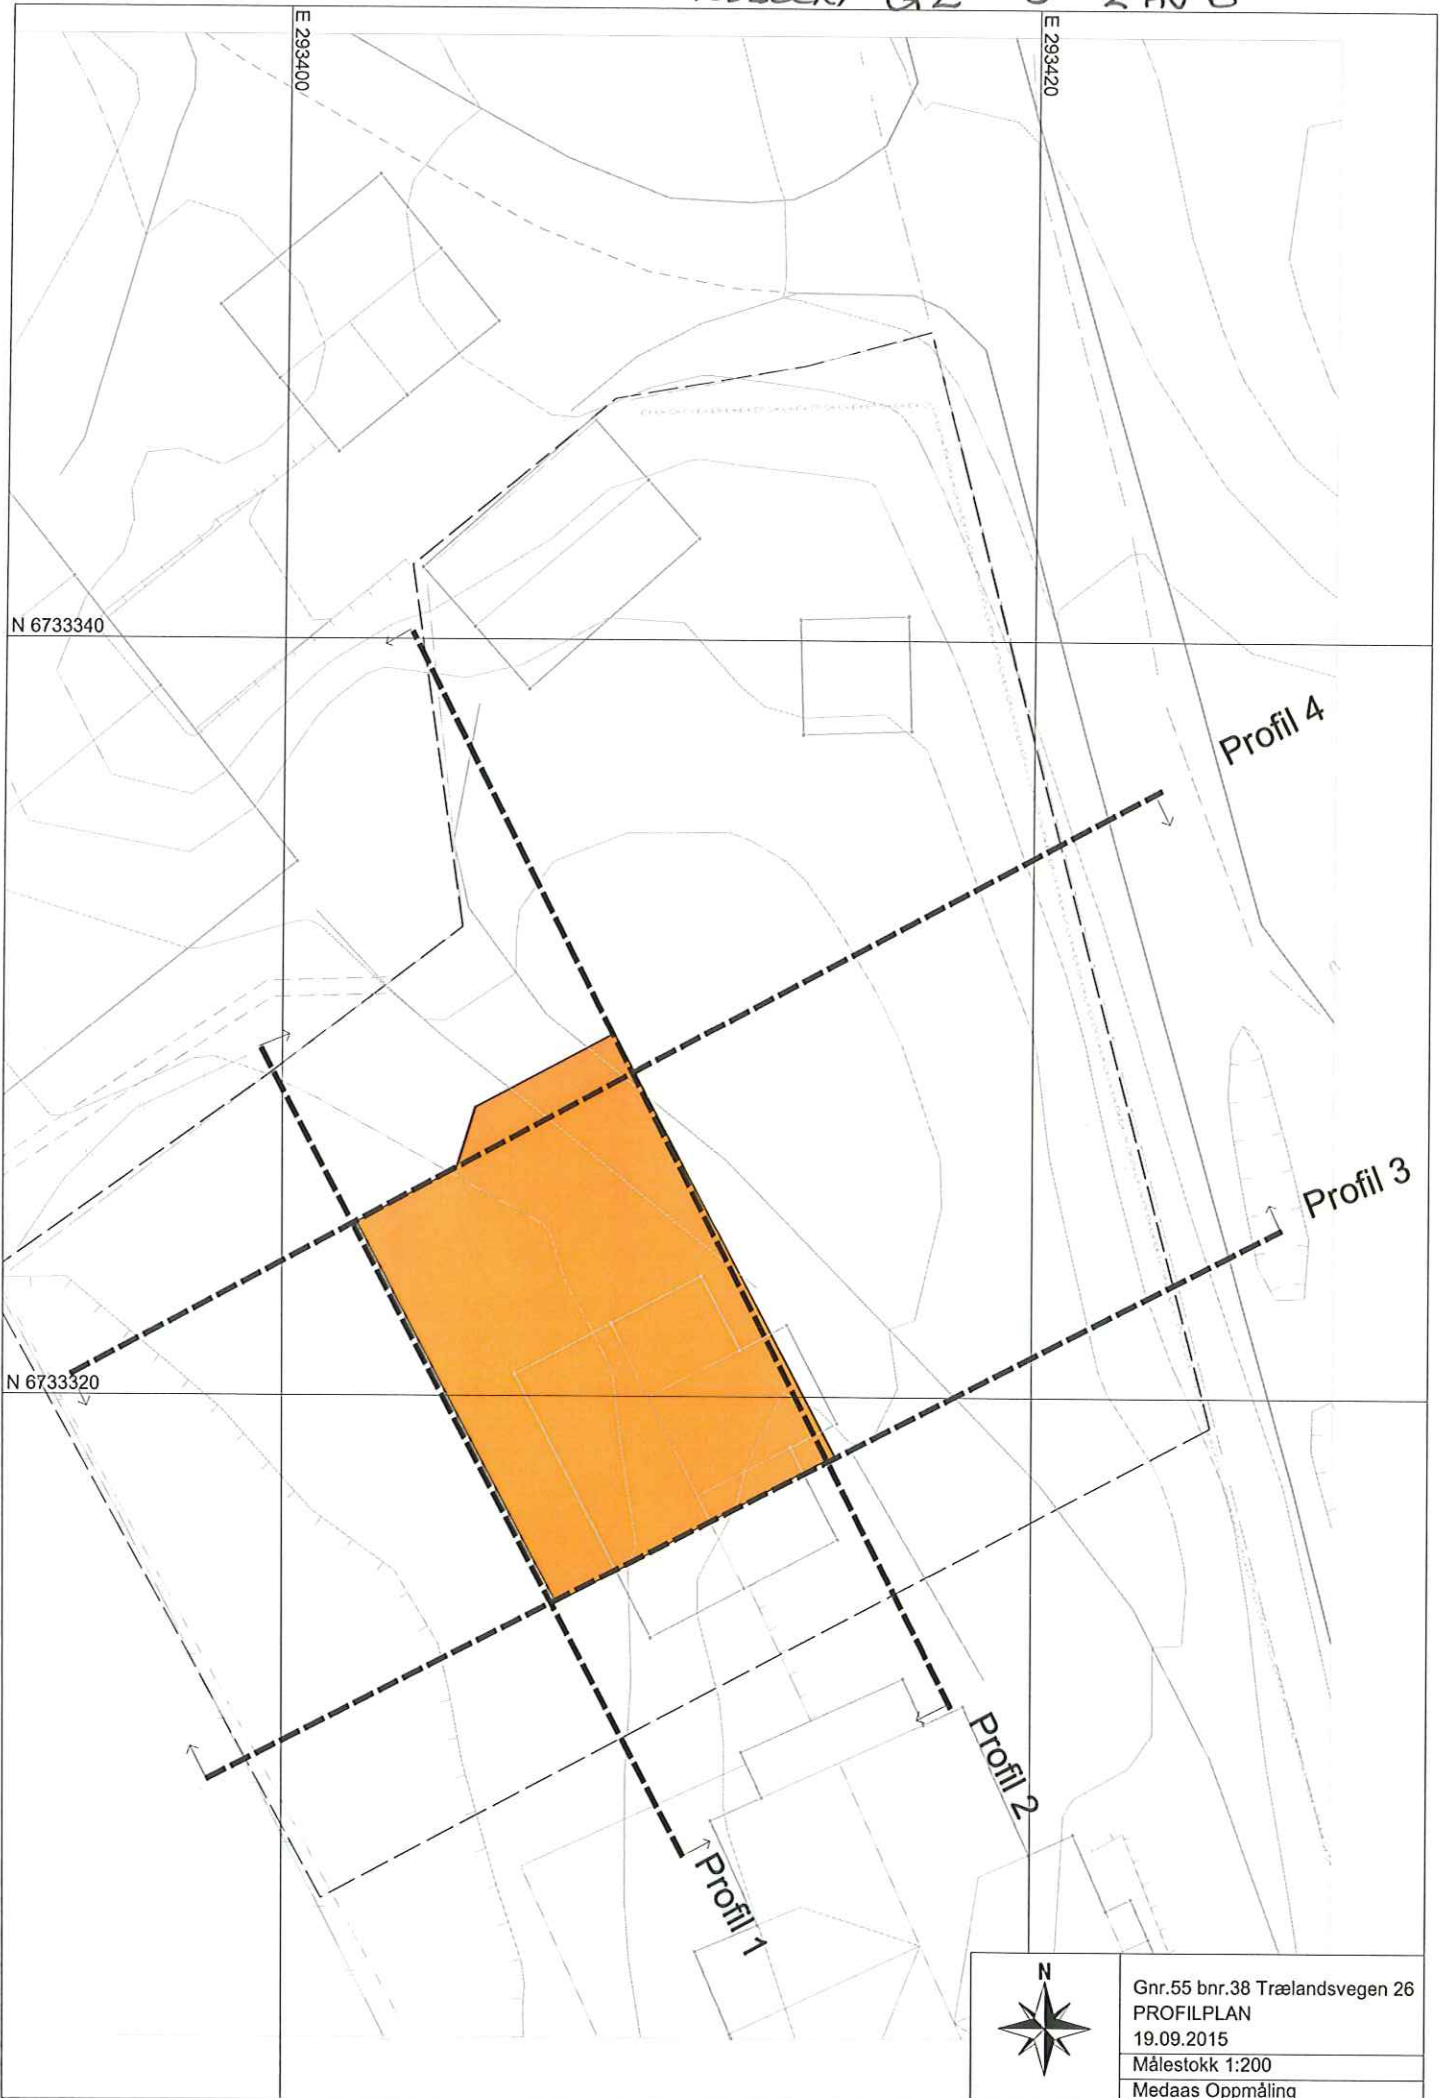 E 293400
E 293420
N 6733340
Profil 4
Profil 3
N 6733320
Profil 2
Profil 1
N
Gnr.55 bnr.38 Trælandsvegen 26
PROFILPLAN
19.09.2015
Målestokk 1:200
Medaas Oppmåling